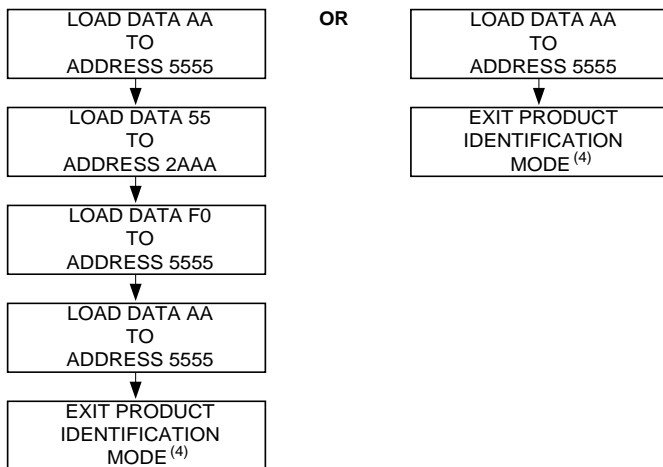 LOAD DATA AA
TO
ADDRESS 5555
LOAD DATA 55
TO
ADDRESS 2AAA
LOAD DATA F0
TO
ADDRESS 5555
LOAD DATA AA
TO
ADDRESS 5555
EXIT PRODUCT
IDENTIFICATION
MODE (4)
OR
LOAD DATA AA
TO
ADDRESS 5555
EXIT PRODUCT
IDENTIFICATION
MODE (4)